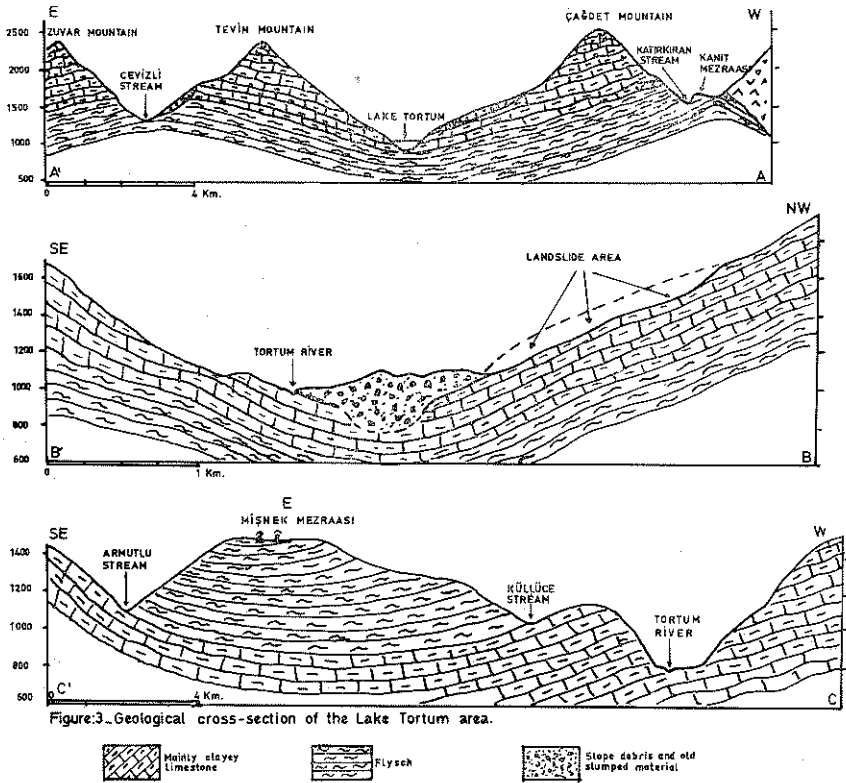 E W
ZUVAR MOUNTAIN TEVİN MOUNTAIN ÇAĞDET MOUNTAIN
2500
2000
1500
1000
500
CEVİZLİ STREAM
LAKE TORTUM
KATIRKIRAN STREAM
KANIT MEZRAASI
A' A
0 4 Km.
SE NW
1600
1400
1200
1000
800
600
LANDSLIDE AREA
TORTUM RİVER
B' B
0 1 Km.
SE E W
MİŞNEK MEZRAASI
1400
1200
1000
800
500
ARMUTLU STREAM
KÜLLÜCE STREAM
TORTUM RİVER
C' C
0 4 Km.
Figure:3_Geological cross-section of the Lake Tortum area.
Mainly clayey limestone
Flysch
Slope debris and old slumped material